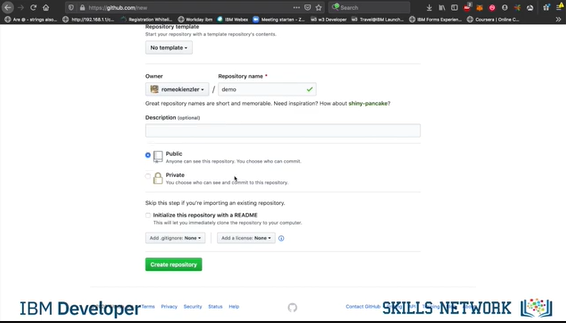 https://github.com/new
Search
Are @ - strings also..
http://192.168.1.1/n...
Registration Whiteli...
Workday ibm
IBM Webex
Meeting starten - Z...
w3 Developer
Travel@IBM Launch...
IBM Forms Experien...
Coursera | Online C...
Repository template
Start your repository with a template repository's contents.
No template
Owner
Repository name *
romeokienzler / demo
Great repository names are short and memorable. Need inspiration? How about shiny-pancake?
Description (optional)
Public
Anyone can see this repository. You choose who can commit.
Private
You choose who can see and commit to this repository.
Skip this step if you're importing an existing repository.
Initialize this repository with a README
This will let you immediately clone the repository to your computer.
Add .gitignore: None
Add a license: None
Create repository
Terms
Privacy
Security
Status
Help
Contact GitHub
IBM Developer
SKILLS NETWORK